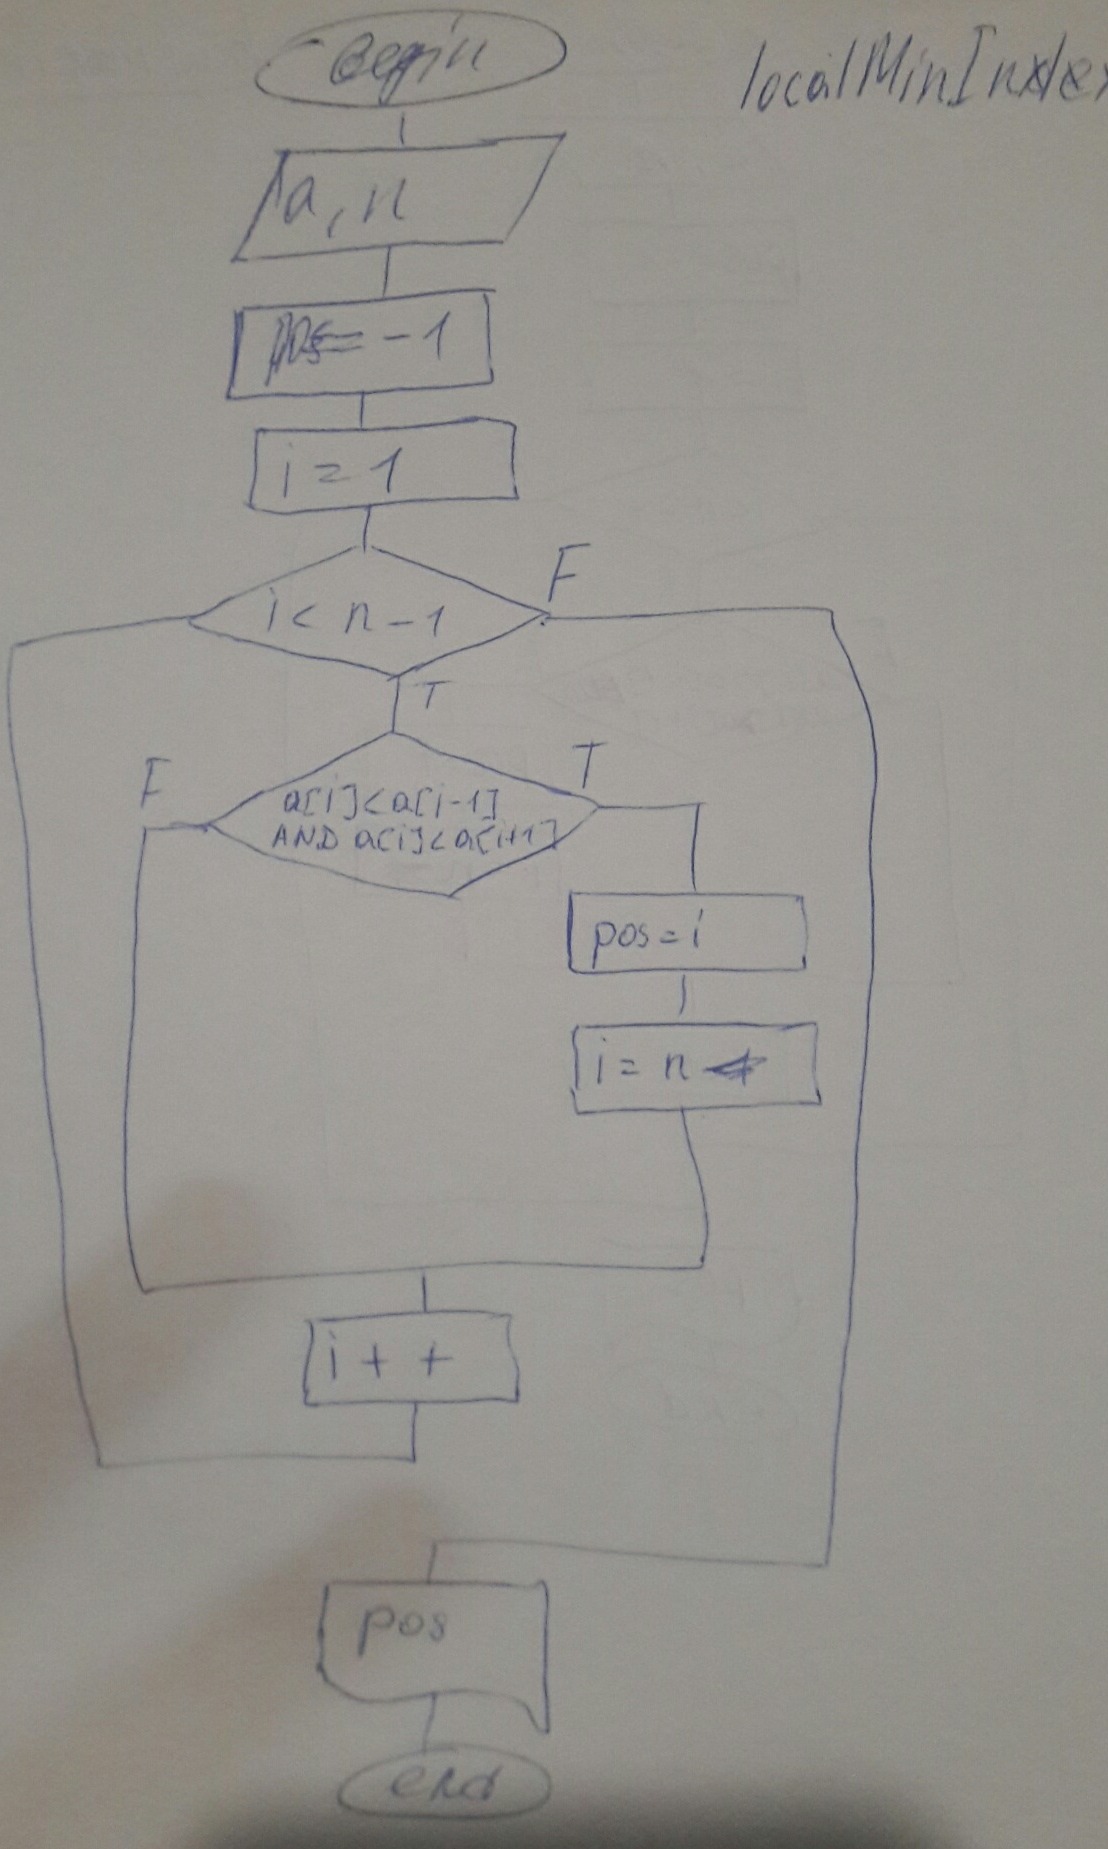 Begin
localMinIndex
a, n
pos = -1
i = 1
i < n - 1
F
T
F
T
a[i]<a[i-1]
AND a[i]<a[i+1]
pos = i
i = n
i + +
pos
end